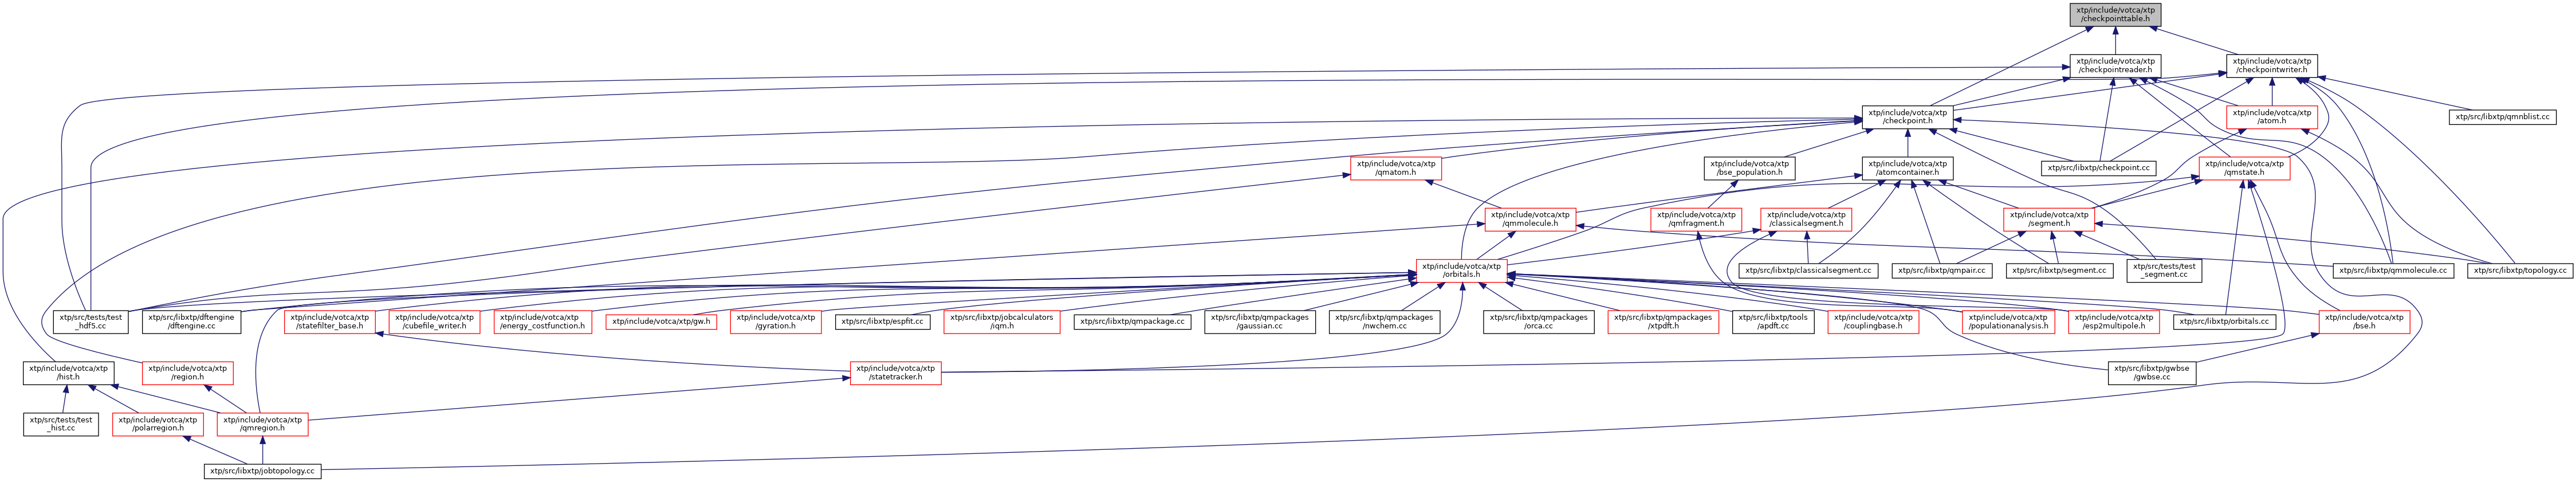 xtp/include/votca/xtp
/checkpointtable.h
xtp/include/votca/xtp
/checkpointreader.h
xtp/include/votca/xtp
/checkpointwriter.h
xtp/include/votca/xtp
/checkpoint.h
xtp/include/votca/xtp
/atom.h
xtp/src/libxtp/qmnblist.cc
xtp/include/votca/xtp
/qmatom.h
xtp/include/votca/xtp
/bse_population.h
xtp/include/votca/xtp
/atomcontainer.h
xtp/src/libxtp/checkpoint.cc
xtp/include/votca/xtp
/qmstate.h
xtp/include/votca/xtp
/qmmolecule.h
xtp/include/votca/xtp
/qmfragment.h
xtp/include/votca/xtp
/classicalsegment.h
xtp/include/votca/xtp
/segment.h
xtp/include/votca/xtp
/orbitals.h
xtp/src/libxtp/classicalsegment.cc
xtp/src/libxtp/qmpair.cc
xtp/src/libxtp/segment.cc
xtp/src/tests/test
_segment.cc
xtp/src/libxtp/qmmolecule.cc
xtp/src/libxtp/topology.cc
xtp/src/tests/test
_hdf5.cc
xtp/src/libxtp/dftengine
/dftengine.cc
xtp/include/votca/xtp
/statefilter_base.h
xtp/include/votca/xtp
/cubefile_writer.h
xtp/include/votca/xtp
/energy_costfunction.h
xtp/include/votca/xtp/gw.h
xtp/include/votca/xtp
/gyration.h
xtp/src/libxtp/espfit.cc
xtp/src/libxtp/jobcalculators
/iqm.h
xtp/src/libxtp/qmpackage.cc
xtp/src/libxtp/qmpackages
/gaussian.cc
xtp/src/libxtp/qmpackages
/nwchem.cc
xtp/src/libxtp/qmpackages
/orca.cc
xtp/src/libxtp/qmpackages
/xtpdft.h
xtp/src/libxtp/tools
/apdft.cc
xtp/include/votca/xtp
/couplingbase.h
xtp/include/votca/xtp
/populationanalysis.h
xtp/include/votca/xtp
/esp2multipole.h
xtp/src/libxtp/orbitals.cc
xtp/include/votca/xtp
/bse.h
xtp/include/votca/xtp
/hist.h
xtp/include/votca/xtp
/region.h
xtp/include/votca/xtp
/statetracker.h
xtp/src/libxtp/gwbse
/gwbse.cc
xtp/src/tests/test
_hist.cc
xtp/include/votca/xtp
/polarregion.h
xtp/include/votca/xtp
/qmregion.h
xtp/src/libxtp/jobtopology.cc